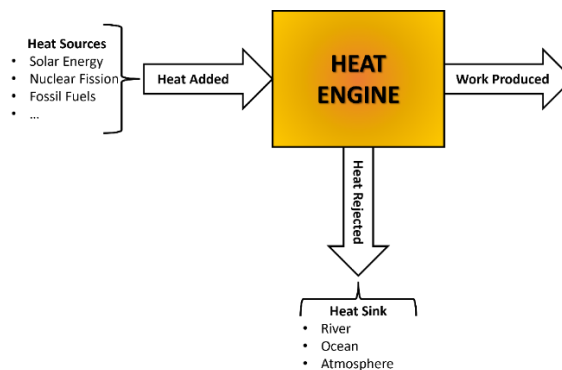 Heat Sources
• Solar Energy
• Nuclear Fission
• Fossil Fuels
• ...
Heat Added
HEAT
ENGINE
Work Produced
Heat Rejected
Heat Sink
• River
• Ocean
• Atmosphere